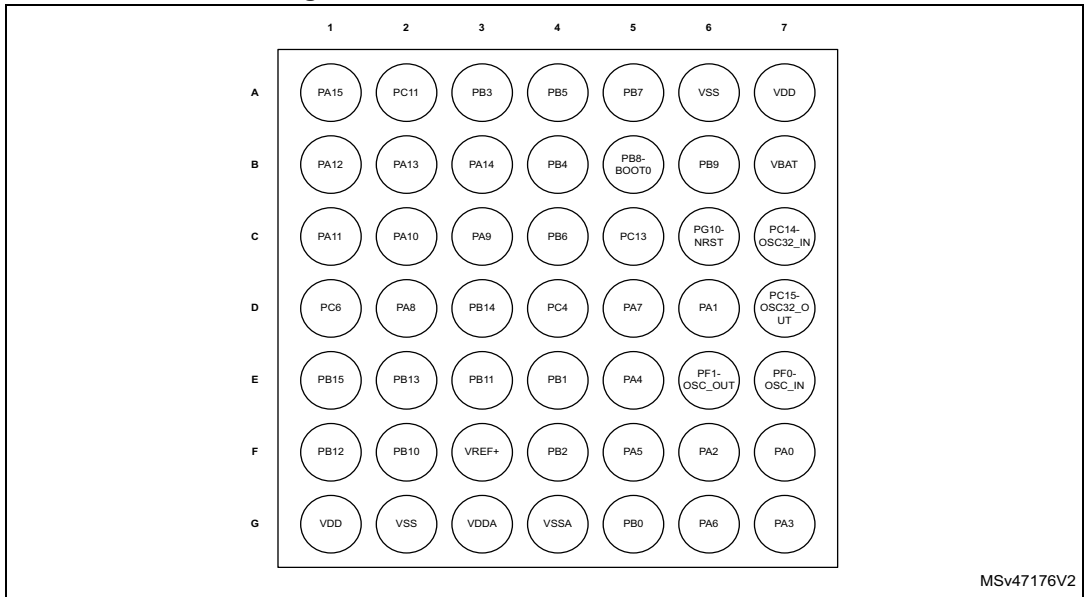 1 2 3 4 5 6 7
A PA15 PC11 PB3 PB5 PB7 VSS VDD
B PA12 PA13 PA14 PB4 PB8-
BOOT0 PB9 VBAT
C PA11 PA10 PA9 PB6 PC13 PG10-
NRST PC14-
OSC32_IN
D PC6 PA8 PB14 PC4 PA7 PA1 PC15-
OSC32_O
UT
E PB15 PB13 PB11 PB1 PA4 PF1-
OSC_OUT PF0-
OSC_IN
F PB12 PB10 VREF+ PB2 PA5 PA2 PA0
G VDD VSS VDDA VSSA PB0 PA6 PA3
MSv47176V2